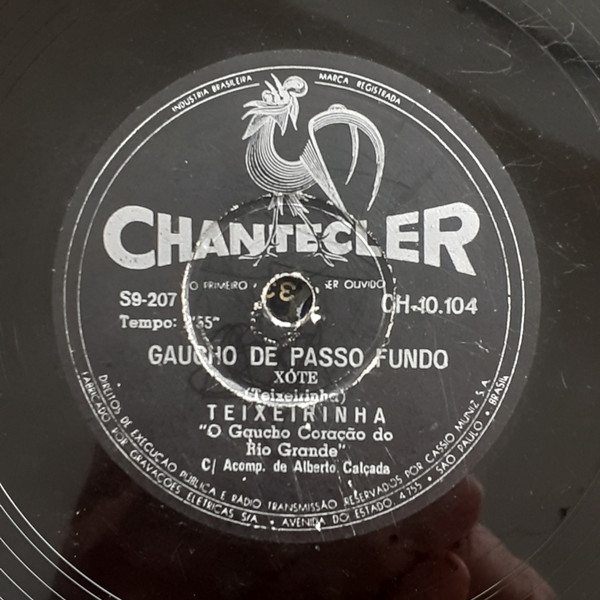 INDÚSTRIA BRASILEIRA MARCA REGISTRADA
CHANTECLER
O PRIMEIRO SER OUVIDO
S9-207 CH-10.104
Tempo: 55"
GAUCHO DE PASSO FUNDO
XÓTE
(Teixeirinha)
TEIXEIRINHA
"O Gaucho Coração do
Rio Grande"
C/ Acomp. de Alberto Calçada
DIREITOS DE EXECUÇÃO PÚBLICA E RÁDIO TRANSMISSÃO RESERVADOS POR CASSIO MUNIZ S.A.
FABRICADO POR GRAVAÇÕES ELÉTRICAS S/A • AVENIDA DO ESTADO 4755 • SÃO PAULO • BRASIL